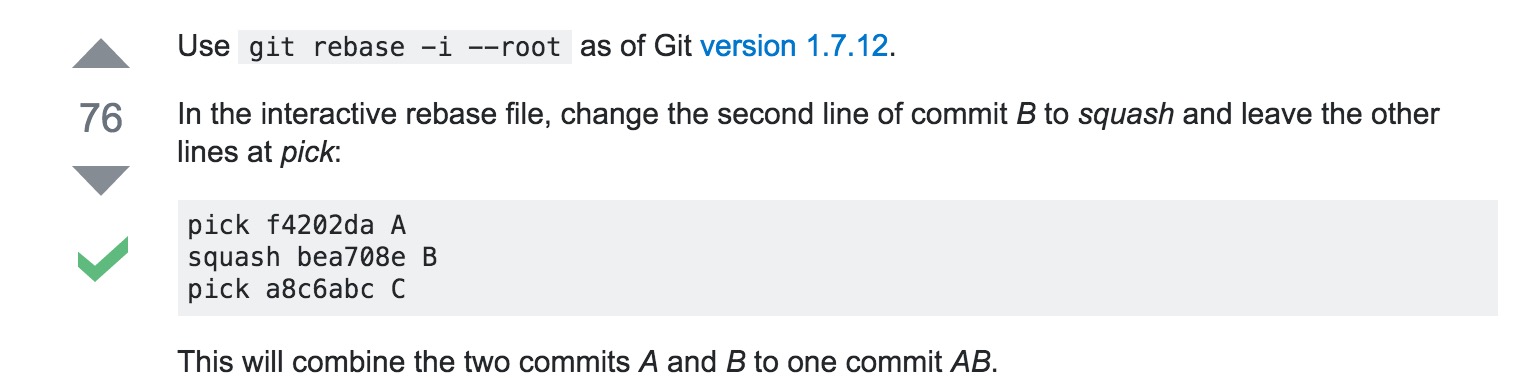 Use git rebase -i --root as of Git version 1.7.12.
76
In the interactive rebase file, change the second line of commit B to squash and leave the other
lines at pick:
pick f4202da A
squash bea708e B
pick a8c6abc C
This will combine the two commits A and B to one commit AB.